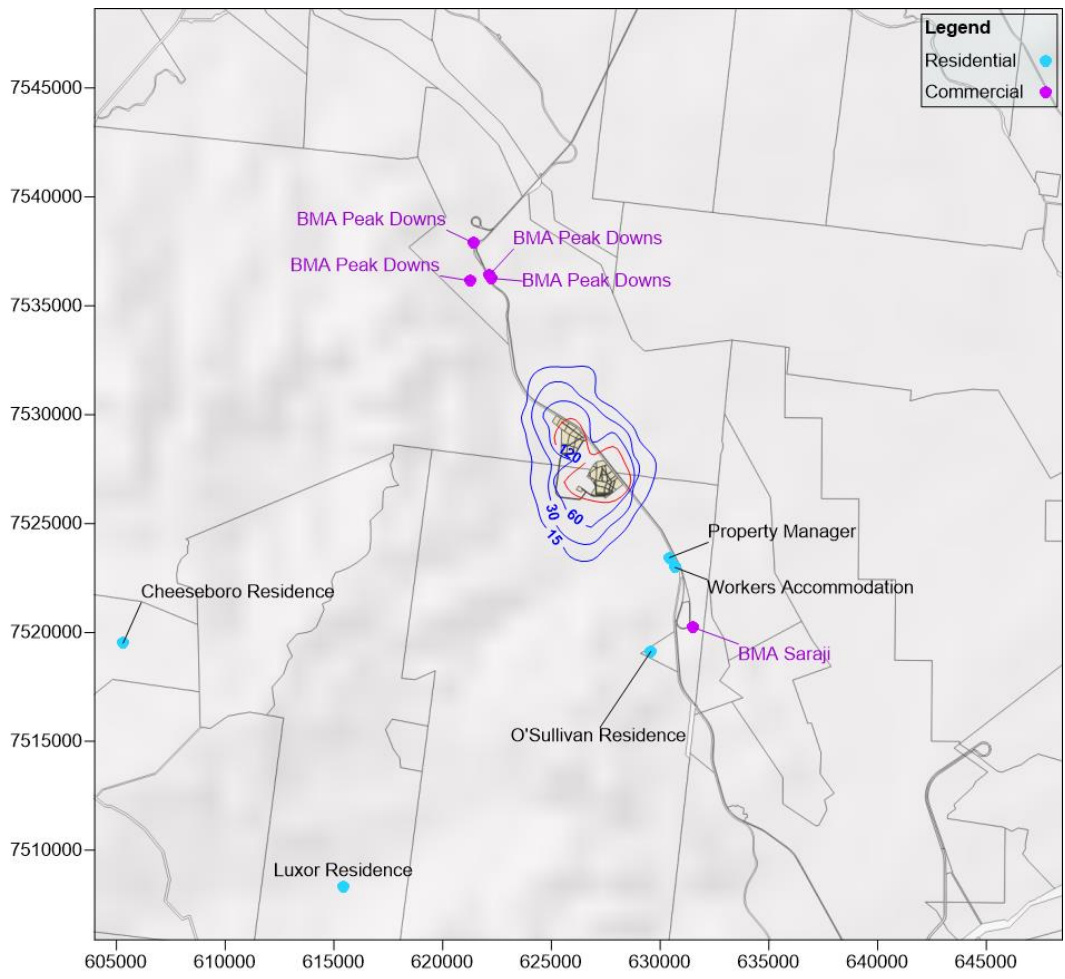 Legend
Residential
Commercial
7545000
7540000
7535000
7530000
7525000
7520000
7515000
7510000
BMA Peak Downs
BMA Peak Downs
BMA Peak Downs
BMA Peak Downs
120
30
60
15
Property Manager
Workers Accommodation
Cheeseboro Residence
BMA Saraji
O'Sullivan Residence
Luxor Residence
605000 610000 615000 620000 625000 630000 635000 640000 645000